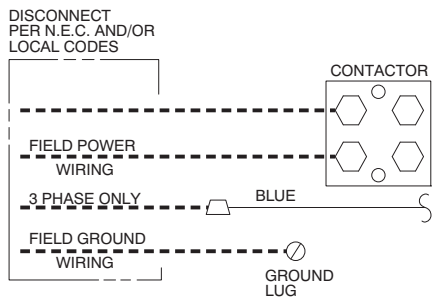 DISCONNECT
PER N.E.C. AND/OR
LOCAL CODES
CONTACTOR
FIELD POWER
WIRING
3 PHASE ONLY
BLUE
FIELD GROUND
WIRING
GROUND
LUG